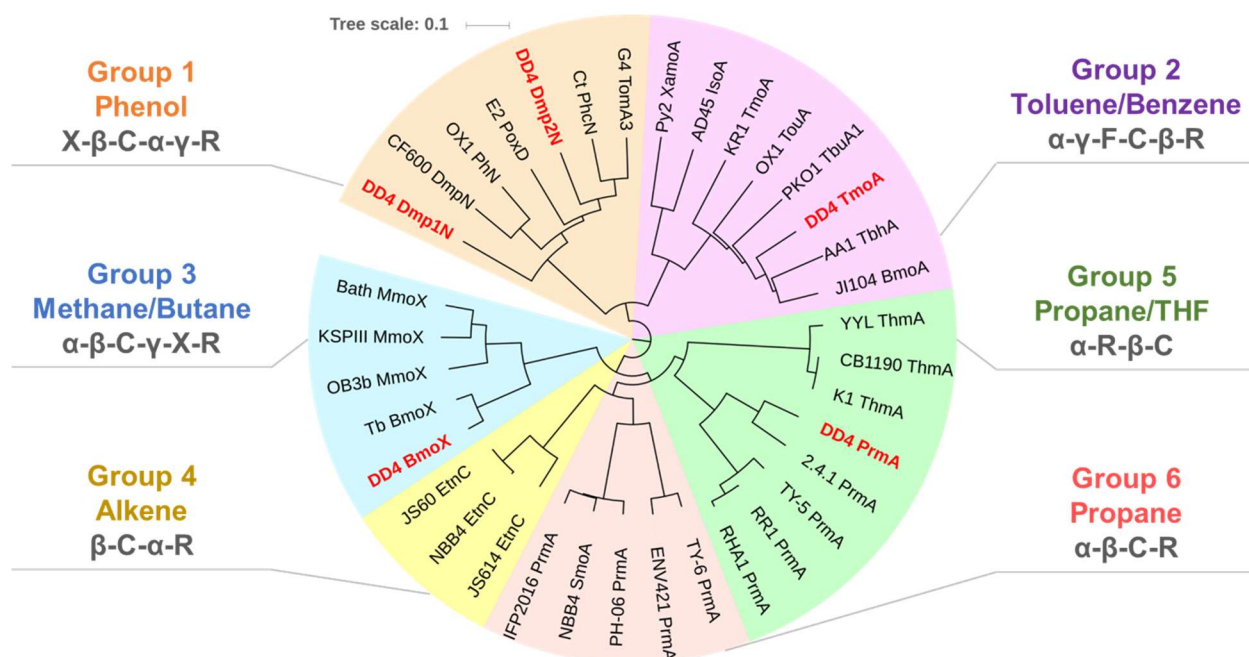 Tree scale: 0.1
Group 1
Phenol
X-β-C-α-γ-R
Group 2
Toluene/Benzene
α-γ-F-C-β-R
Group 3
Methane/Butane
α-β-C-γ-X-R
Group 5
Propane/THF
α-R-β-C
Group 4
Alkene
β-C-α-R
Group 6
Propane
α-β-C-R
DD4 Dmp1N
CF600 DmpN
OX1 PhN
E2 PoxD
DD4 Dmp2N
Ct PhcN
G4 TomA3
Py2 XamoA
AD45 IsoA
KR1 TmoA
OX1 TouA
PKO1 TbuA1
DD4 TmoA
AA1 TbhA
JI104 BmoA
YYL ThmA
CB1190 ThmA
K1 ThmA
DD4 PrmA
2.4.1 PrmA
TY-5 PrmA
RR1 PrmA
RHA1 PrmA
TY-6 PrmA
ENV421 PrmA
PH-06 PrmA
NBB4 SmoA
IFP2016 PrmA
JS614 EtnC
NBB4 EtnC
JS60 EtnC
DD4 BmoX
Tb BmoX
OB3b MmoX
KSPIII MmoX
Bath MmoX